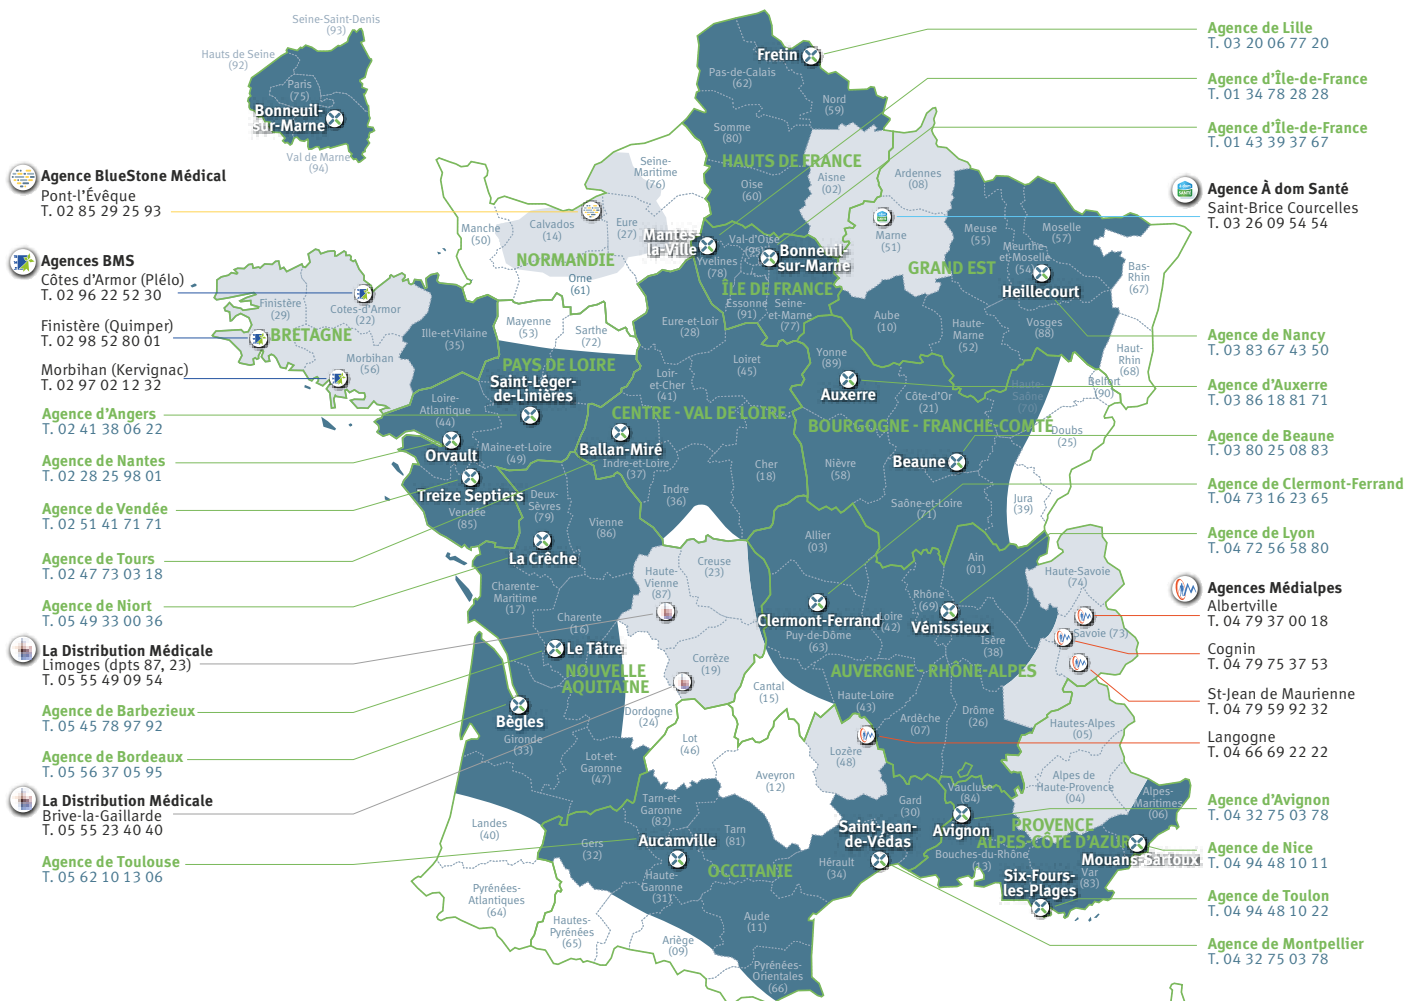 Seine-Saint-Denis
(93)
Hauts de Seine
(92)
Paris
(75)
Bonneuil-
sur-Marne
Val de Marne
(94)
Agence BlueStone Médical
Pont-l'Évêque
T. 02 85 29 25 93
Agences BMS
Côtes d'Armor (Plélo)
T. 02 96 22 52 30
Finistère (Quimper)
T. 02 98 52 80 01
Morbihan (Kervignac)
T. 02 97 02 12 32
Agence d'Angers
T. 02 41 38 06 22
Agence de Nantes
T. 02 28 25 98 01
Agence de Vendée
T. 02 51 41 71 71
Agence de Tours
T. 02 47 73 03 18
Agence de Niort
T. 05 49 33 00 36
La Distribution Médicale
Limoges (dpts 87, 23)
T. 05 55 49 09 54
Agence de Barbezieux
T. 05 45 78 97 92
Agence de Bordeaux
T. 05 56 37 05 95
La Distribution Médicale
Brive-la-Gaillarde
T. 05 55 23 40 40
Agence de Toulouse
T. 05 62 10 13 06
Fretin
Pas-de-Calais
(62)
Nord
(59)
Somme
(80)
HAUTS DE FRANCE
Oise
(60)
Aisne
(02)
Ardennes
(08)
Marne
(51)
Seine-
Maritime
(76)
Eure
(27)
Calvados
(14)
Manche
(50)
NORMANDIE
Orne
(61)
Mantes-
la-Ville
Val-d'Oise
(95)
Yvelines
(78)
Bonneuil-
sur-Marne
ÎLE DE FRANCE
Essonne
(91)
Seine-
et-Marne
(77)
GRAND EST
Meuse
(55)
Moselle
(57)
Meurthe-
et-Moselle
(54)
Heillecourt
Bas-
Rhin
(67)
Vosges
(88)
Haut-
Rhin
(68)
Aube
(10)
Haute-
Marne
(52)
Finistère
(29)
Cotes-d'Armor
(22)
BRETAGNE
Morbihan
(56)
Ille-et-Vilaine
(35)
Mayenne
(53)
Sarthe
(72)
PAYS DE LOIRE
Saint-Léger-
de-Linières
Loire-
Atlantique
(44)
Orvault
Maine-et-Loire
(49)
Treize Septiers
Vendée
(85)
Eure-et-Loir
(28)
Loiret
(45)
Loir-
et-Cher
(41)
CENTRE - VAL DE LOIRE
Ballan-Miré
Indre-et-Loire
(37)
Indre
(36)
Cher
(18)
Yonne
(89)
Auxerre
Côte-d'Or
(21)
Haute-
Saône
(70)
Belfort
(90)
BOURGOGNE - FRANCHE-COMTÉ
Doubs
(25)
Nièvre
(58)
Beaune
Saône-et-Loire
(71)
Jura
(39)
Deux-
Sèvres
(79)
Vienne
(86)
La Crêche
Charente-
Maritime
(17)
Charente
(16)
Le Tâtre
Haute-
Vienne
(87)
Creuse
(23)
Corrèze
(19)
NOUVELLE
AQUITAINE
Dordogne
(24)
Bègles
Gironde
(33)
Lot-et-
Garonne
(47)
Landes
(40)
Pyrénées-
Atlantiques
(64)
Allier
(03)
Clermont-Ferrand
Puy-de-Dôme
(63)
Loire
(42)
Rhône
(69)
Ain
(01)
Vénissieux
Isère
(38)
Haute-Savoie
(74)
Savoie (73)
AUVERGNE - RHÔNE-ALPES
Cantal
(15)
Haute-Loire
(43)
Ardèche
(07)
Drôme
(26)
Lot
(46)
Aveyron
(12)
Lozère
(48)
Gard
(30)
Tarn-et-
Garonne
(82)
Tarn
(81)
Aucamville
Gers
(32)
Haute-
Garonne
(31)
OCCITANIE
Saint-Jean-
de-Védas
Hérault
(34)
Hautes-
Pyrénées
(65)
Ariège
(09)
Aude
(11)
Pyrénées-
Orientales
(66)
Hautes-Alpes
(05)
Alpes de
Haute-Provence
(04)
Alpes-
Maritimes
(06)
Vaucluse
(84)
Avignon
PROVENCE
ALPES-CÔTE D'AZUR
Bouches-du-Rhône
(13)
Mouans-Sartoux
Var
(83)
Six-Fours-
les-Plages
Agence de Lille
T. 03 20 06 77 20
Agence d'Île-de-France
T. 01 34 78 28 28
Agence d'Île-de-France
T. 01 43 39 37 67
Agence À dom Santé
Saint-Brice Courcelles
T. 03 26 09 54 54
Agence de Nancy
T. 03 83 67 43 50
Agence d'Auxerre
T. 03 86 18 81 71
Agence de Beaune
T. 03 80 25 08 83
Agence de Clermont-Ferrand
T. 04 73 16 23 65
Agence de Lyon
T. 04 72 56 58 80
Agences Médialpes
Albertville
T. 04 79 37 00 18
Cognin
T. 04 79 75 37 53
St-Jean de Maurienne
T. 04 79 59 92 32
Langogne
T. 04 66 69 22 22
Agence d'Avignon
T. 04 32 75 03 78
Agence de Nice
T. 04 94 48 10 11
Agence de Toulon
T. 04 94 48 10 22
Agence de Montpellier
T. 04 32 75 03 78